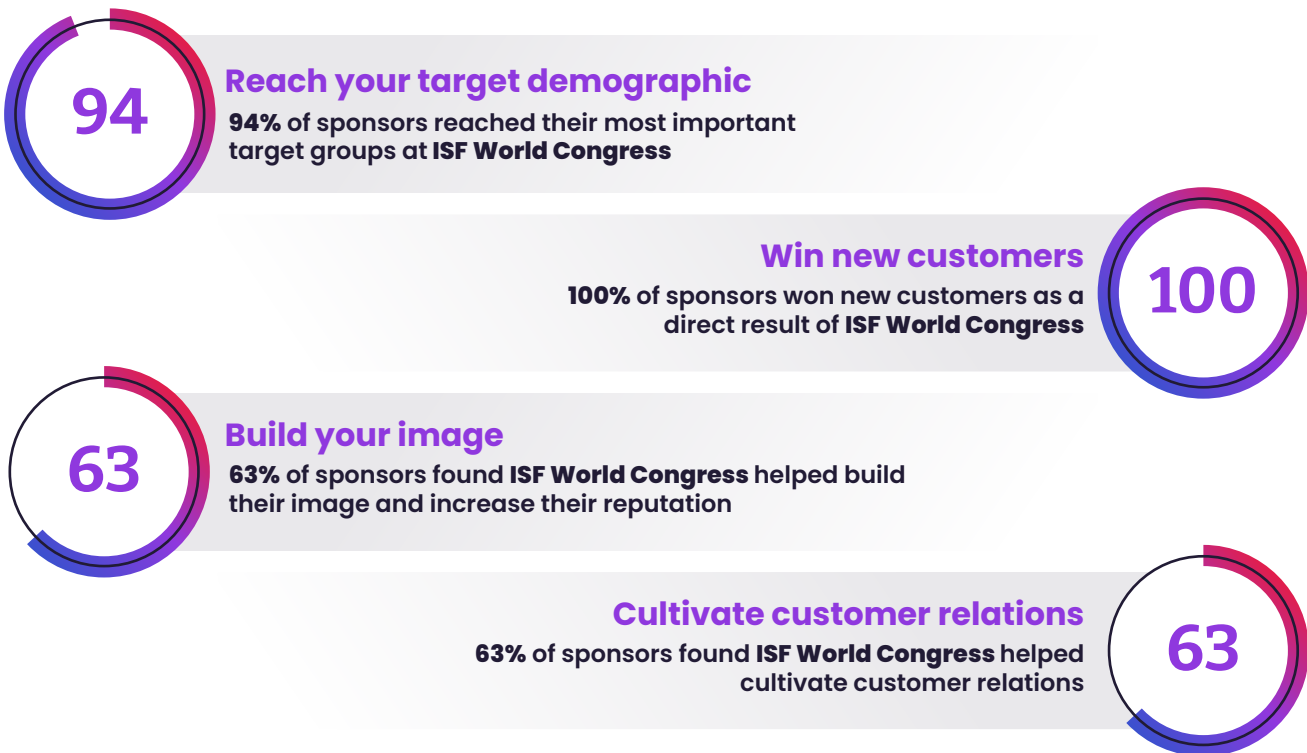 94
Reach your target demographic
94% of sponsors reached their most important
target groups at ISF World Congress
Win new customers
100% of sponsors won new customers as a
direct result of ISF World Congress
100
63
Build your image
63% of sponsors found ISF World Congress helped build
their image and increase their reputation
Cultivate customer relations
63% of sponsors found ISF World Congress helped
cultivate customer relations
63